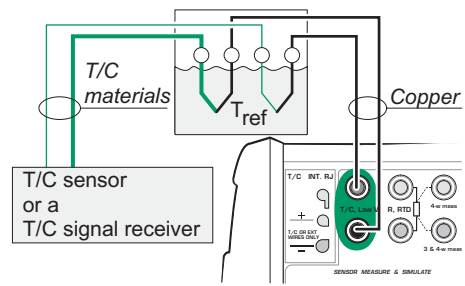 T/C
materials
Tref
Copper
T/C sensor
or a
T/C signal receiver
T/C INT. RJ
+
T/C OR EXT
WIRES ONLY
–
T/C, Low V
R, RTD
4-w meas
3 & 4-w meas
SENSOR MEASURE & SIMULATE